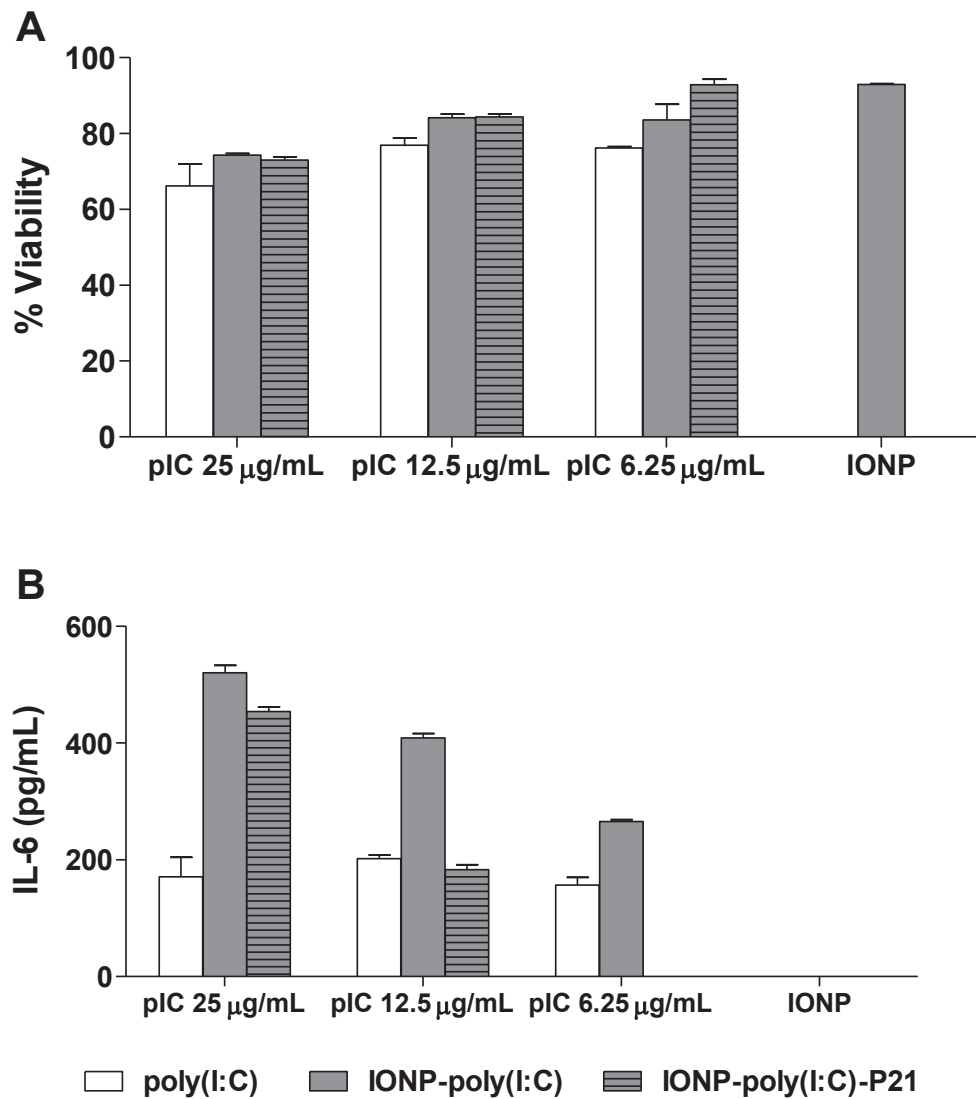 A
100
80
60
40
20
0
% Viability
pIC 25 μg/mL pIC 12.5 μg/mL pIC 6.25 μg/mL IONP
B
600
400
200
0
IL-6 (pg/mL)
pIC 25 μg/mL pIC 12.5 μg/mL pIC 6.25 μg/mL IONP
poly(I:C) IONP-poly(I:C) IONP-poly(I:C)-P21